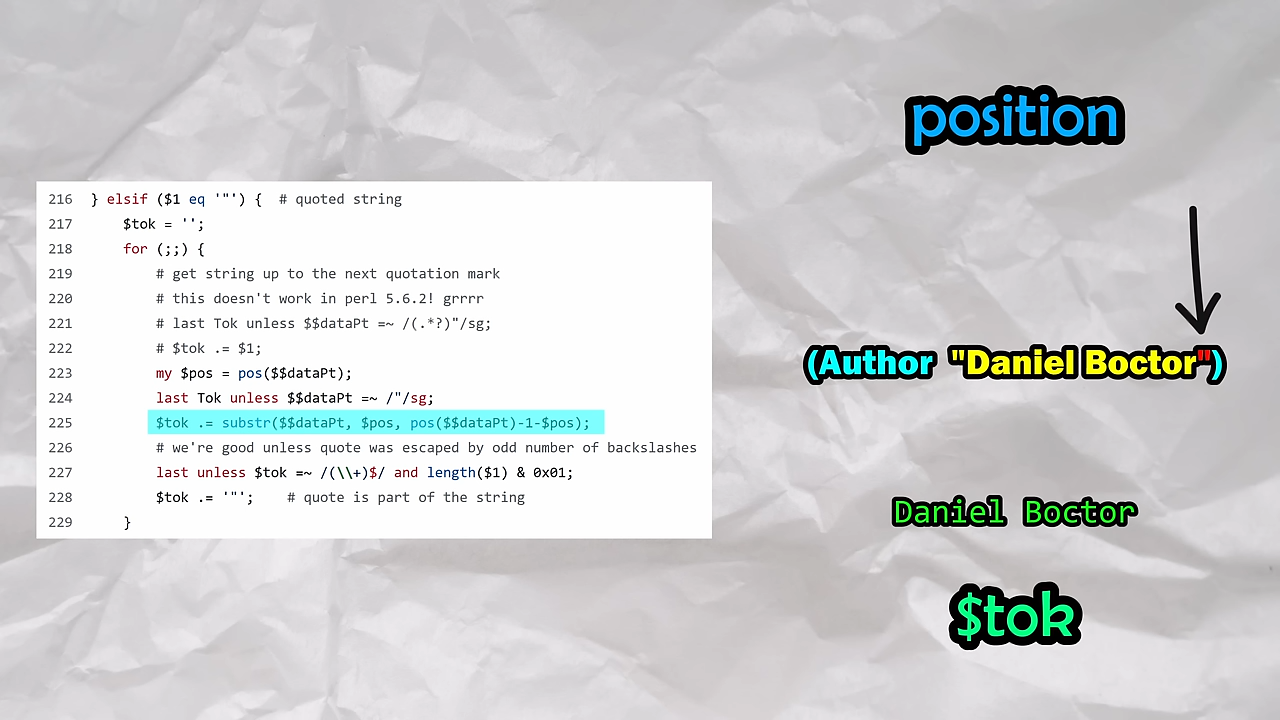 216 } elsif ($1 eq '"') { # quoted string
217 $tok = '';
218 for (;;) {
219 # get string up to the next quotation mark
220 # this doesn't work in perl 5.6.2! grrrr
221 # last Tok unless $$dataPt =~ /(.*?)"/sg;
222 # $tok .= $1;
223 my $pos = pos($$dataPt);
224 last Tok unless $$dataPt =~ /"/sg;
225 $tok .= substr($$dataPt, $pos, pos($$dataPt)-1-$pos);
226 # we're good unless quote was escaped by odd number of backslashes
227 last unless $tok =~ /(\\+)$/ and length($1) & 0x01;
228 $tok .= '"'; # quote is part of the string
229 }
position
(Author "Daniel Boctor")
Daniel Boctor
$tok